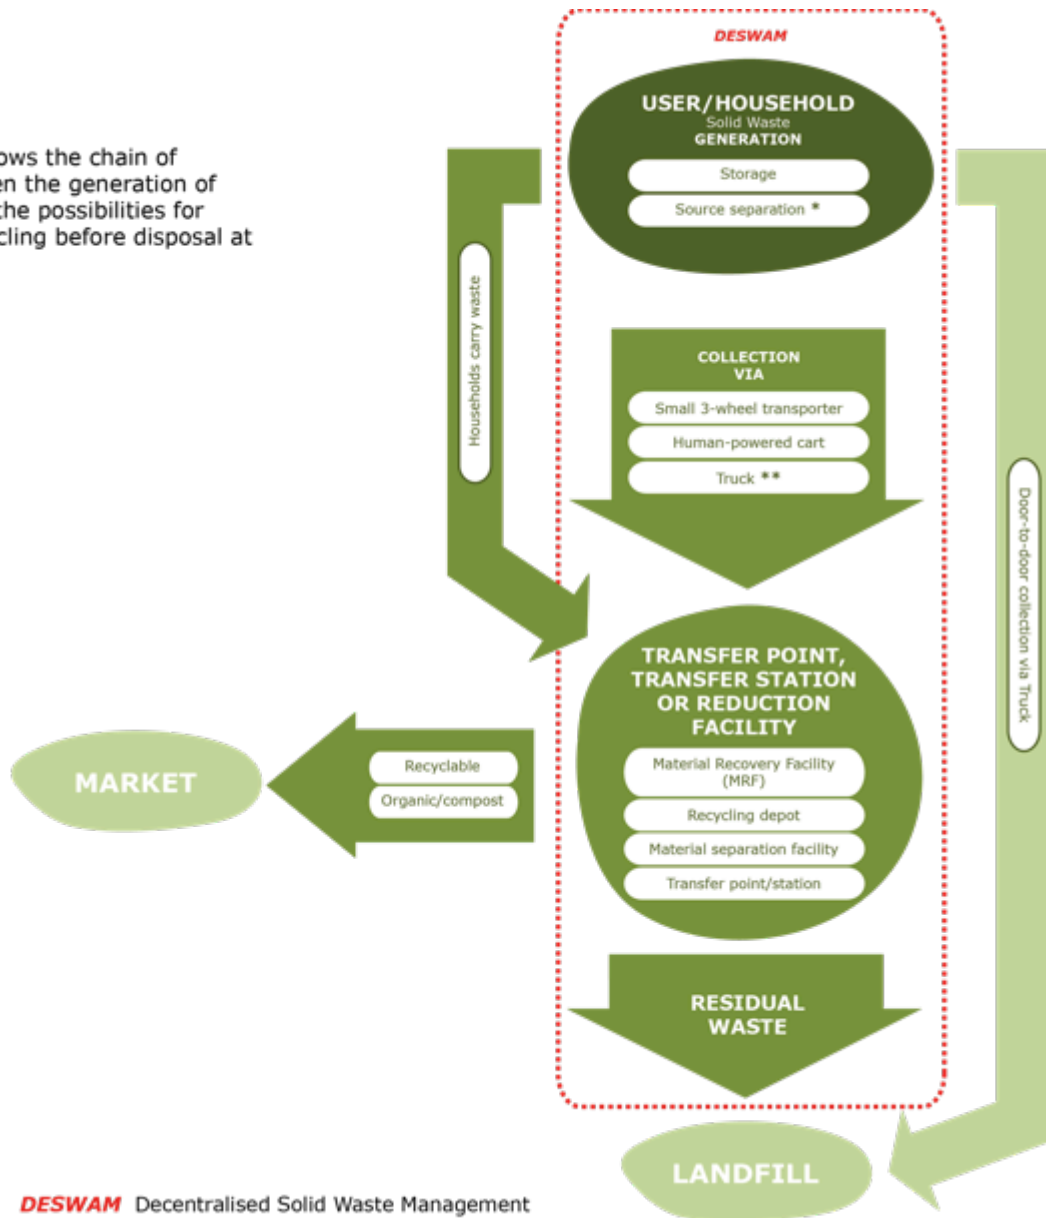 DESWAM
USER/HOUSEHOLD
Solid Waste
GENERATION
Storage
Source separation *
ows the chain of
en the generation of
the possibilities for
cling before disposal at
Households carry waste
COLLECTION
VIA
Small 3-wheel transporter
Human-powered cart
Truck **
Door-to-door collection via Truck
TRANSFER POINT,
TRANSFER STATION
OR REDUCTION
FACILITY
Material Recovery Facility
(MRF)
Recycling depot
Material separation facility
Transfer point/station
MARKET
Recyclable
Organic/compost
RESIDUAL
WASTE
LANDFILL
DESWAM Decentralised Solid Waste Management